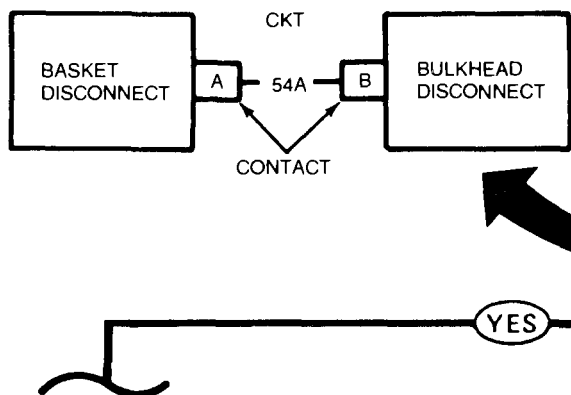 CKT
BASKET
DISCONNECT
A
54A
B
BULKHEAD
DISCONNECT
CONTACT
YES